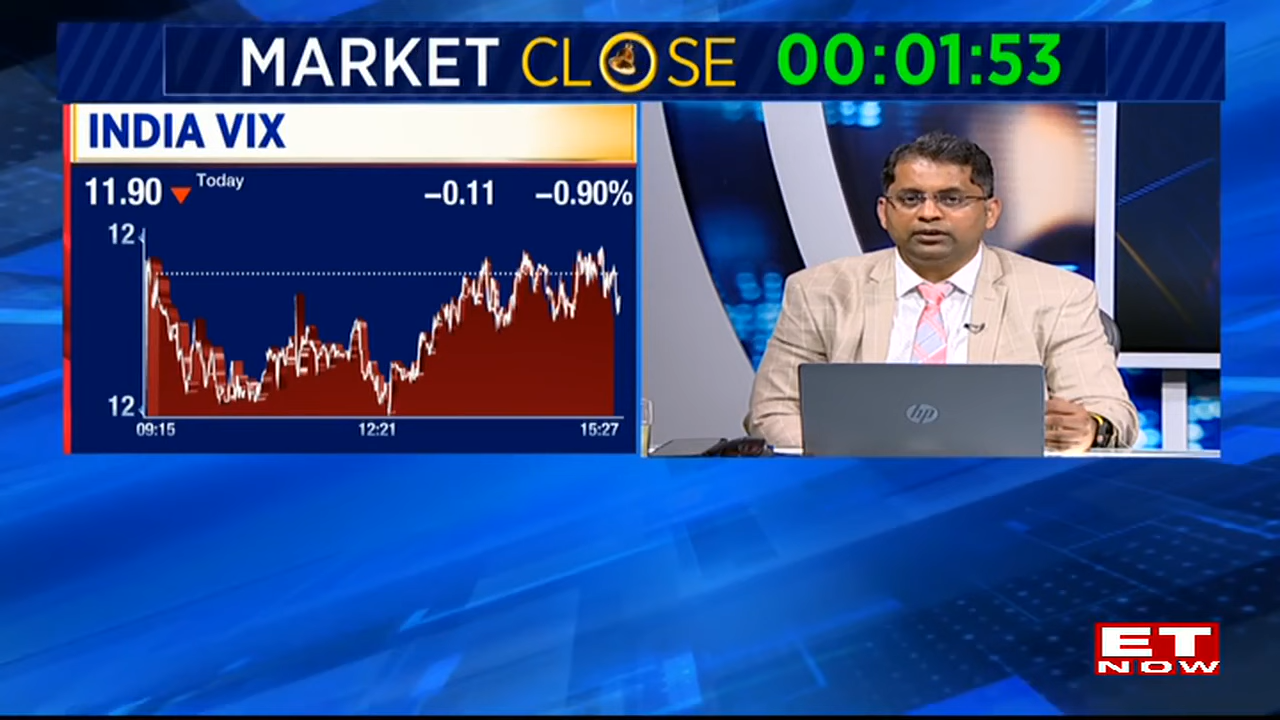 MARKET CLOSE 00:01:53
INDIA VIX
11.90 Today -0.11 -0.90%
12
12
09:15 12:21 15:27
hp
ET
NOW